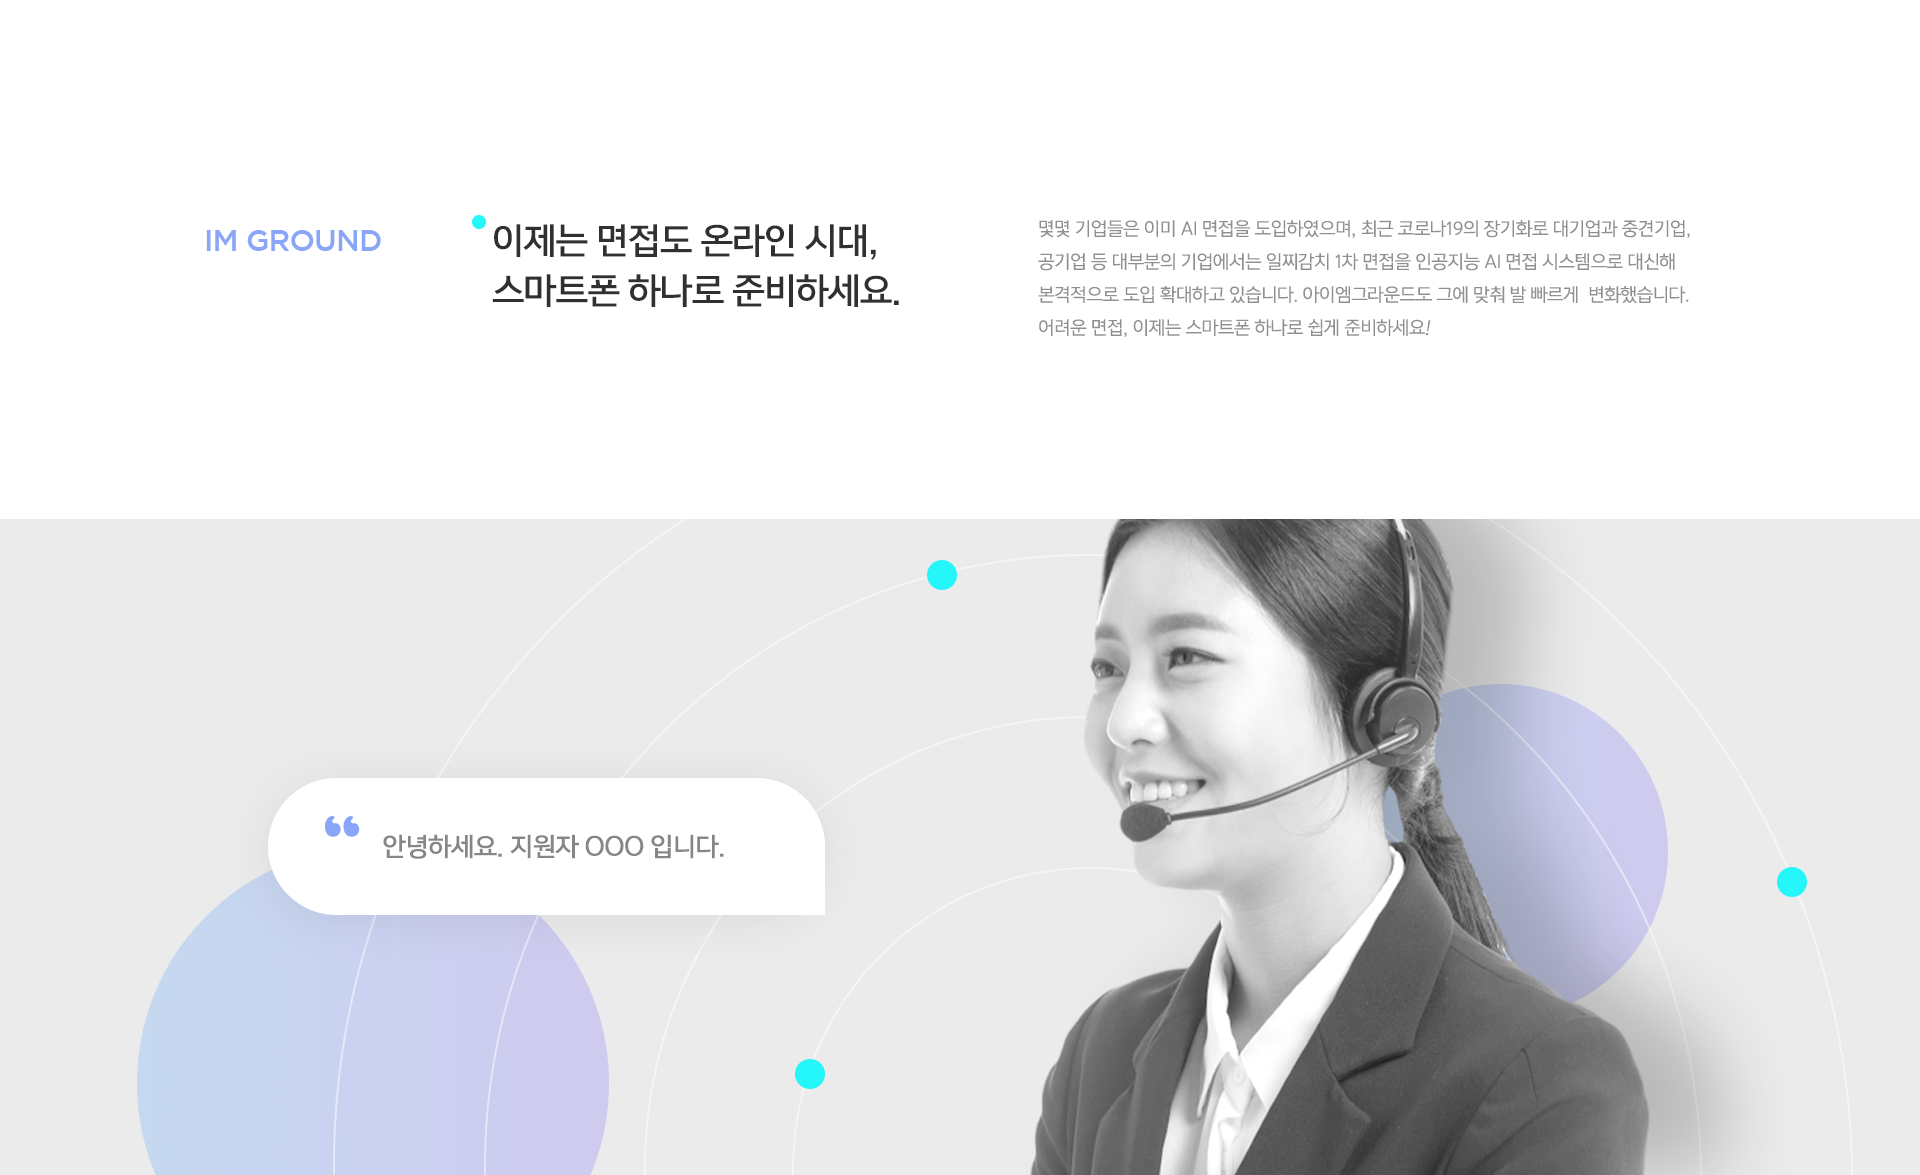 IM GROUND
이제는 면접도 온라인 시대,
스마트폰 하나로 준비하세요.
몇몇 기업들은 이미 AI 면접을 도입하였으며, 최근 코로나19의 장기화로 대기업과 중견기업,
공기업 등 대부분의 기업에서는 일찌감치 1차 면접을 인공지능 AI 면접 시스템으로 대신해
본격적으로 도입 확대하고 있습니다. 아이엠그라운드도 그에 맞춰 발 빠르게 변화했습니다.
어려운 면접, 이제는 스마트폰 하나로 쉽게 준비하세요!
“ 안녕하세요. 지원자 OOO 입니다.